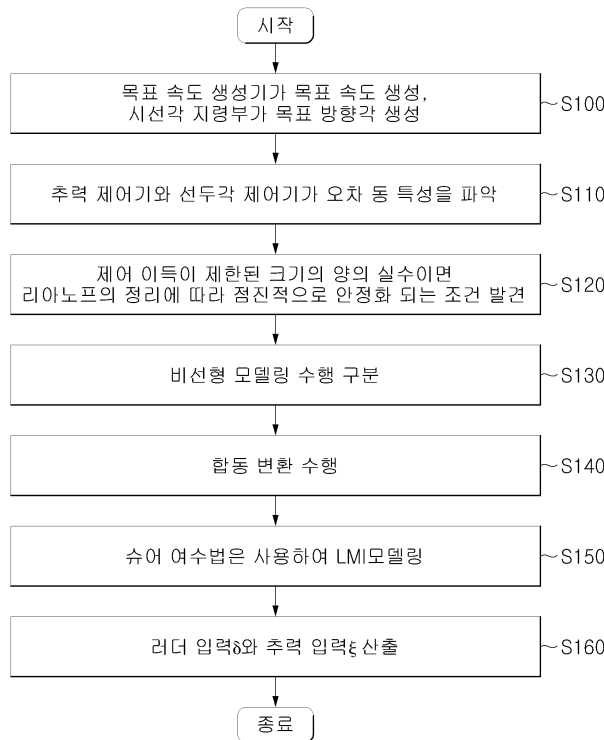 시작
목표 속도 생성기가 목표 속도 생성,
시선각 지령부가 목표 방향각 생성
S100
추력 제어기와 선두각 제어기가 오차 동 특성을 파악
S110
제어 이득이 제한된 크기의 양의 실수이면
리아노프의 정리에 따라 점진적으로 안정화 되는 조건 발견
S120
비선형 모델링 수행 구분
S130
합동 변환 수행
S140
슈어 여수법은 사용하여 LMI모델링
S150
러더 입력δ와 추력 입력ξ 산출
S160
종료